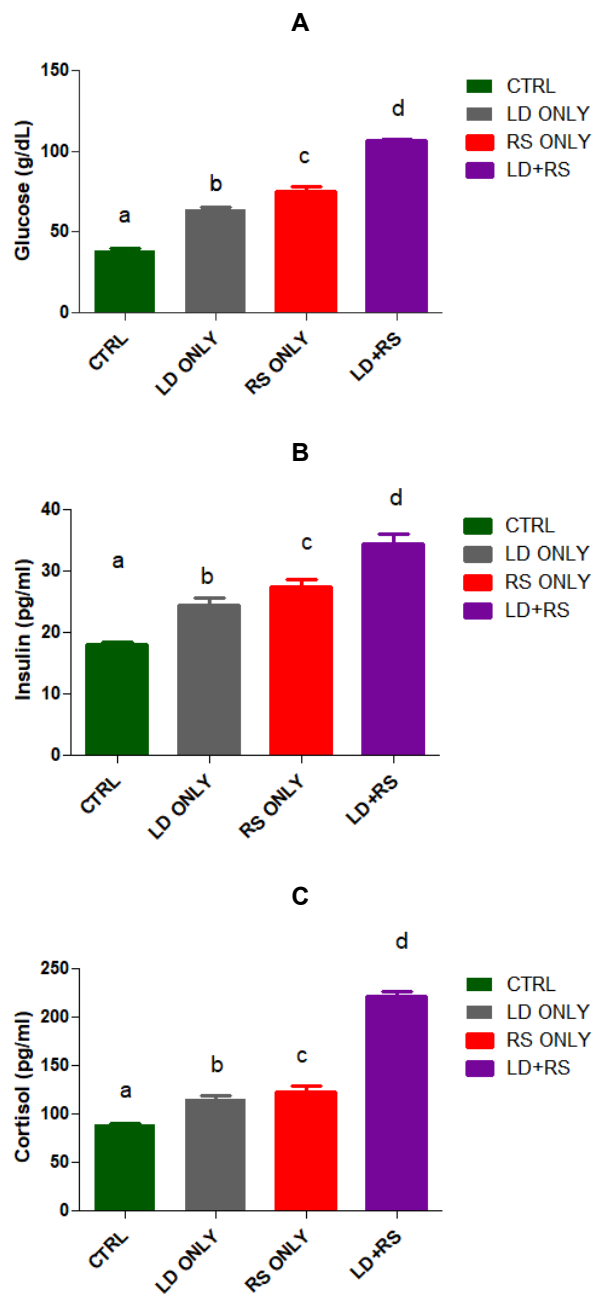 A
Glucose (g/dL)
150
100
50
0
a
b
c
d
CTRL
LD ONLY
RS ONLY
LD+RS
CTRL
LD ONLY
RS ONLY
LD+RS
B
Insulin (pg/ml)
40
30
20
10
0
a
b
c
d
CTRL
LD ONLY
RS ONLY
LD+RS
CTRL
LD ONLY
RS ONLY
LD+RS
C
Cortisol (pg/ml)
250
200
150
100
50
0
a
b
c
d
CTRL
LD ONLY
RS ONLY
LD+RS
CTRL
LD ONLY
RS ONLY
LD+RS